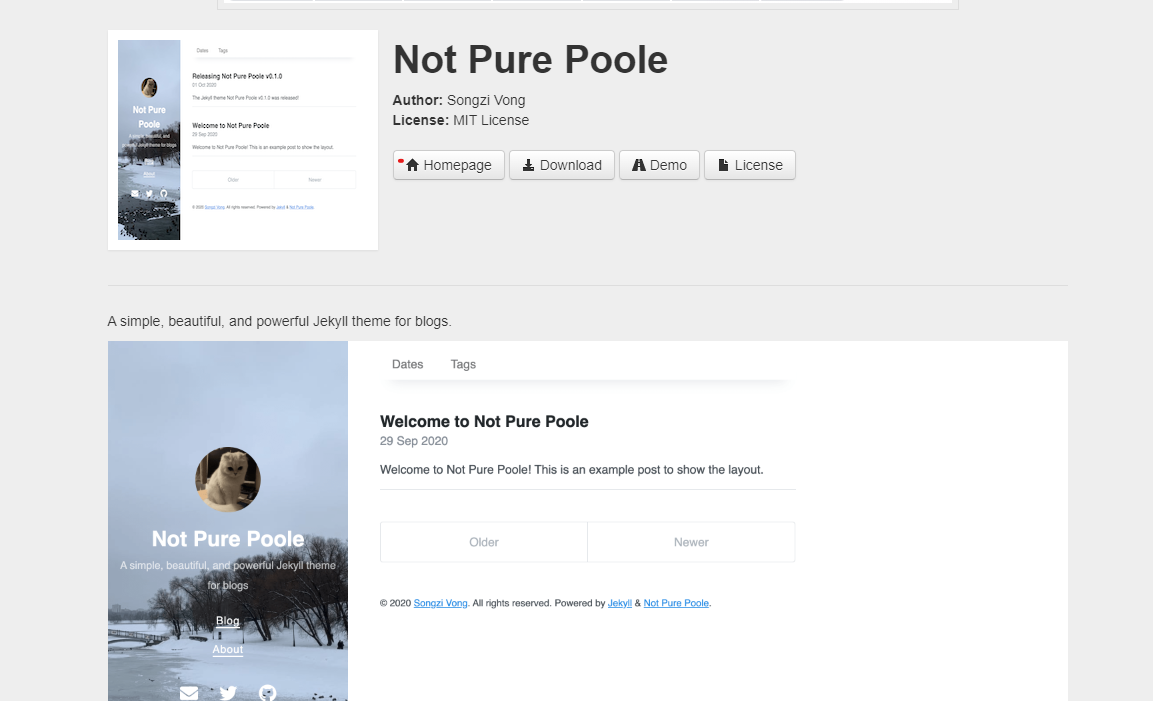 Dates Tags
Releasing Not Pure Poole v0.1.0
01 Oct 2020
The Jekyll theme Not Pure Poole v0.1.0 was released!
Not Pure
Poole
A simple, beautiful, and
powerful Jekyll theme for blogs
Blog
About
Welcome to Not Pure Poole
29 Sep 2020
Welcome to Not Pure Poole! This is an example post to show the layout.
Older Newer
© 2020 Songzi Vong. All rights reserved. Powered by Jekyll & Not Pure Poole.
Not Pure Poole
Author: Songzi Vong
License: MIT License
Homepage Download Demo License
A simple, beautiful, and powerful Jekyll theme for blogs.
Not Pure Poole
A simple, beautiful, and powerful Jekyll theme
for blogs
Blog
About
Dates Tags
Welcome to Not Pure Poole
29 Sep 2020
Welcome to Not Pure Poole! This is an example post to show the layout.
Older Newer
© 2020 Songzi Vong. All rights reserved. Powered by Jekyll & Not Pure Poole.